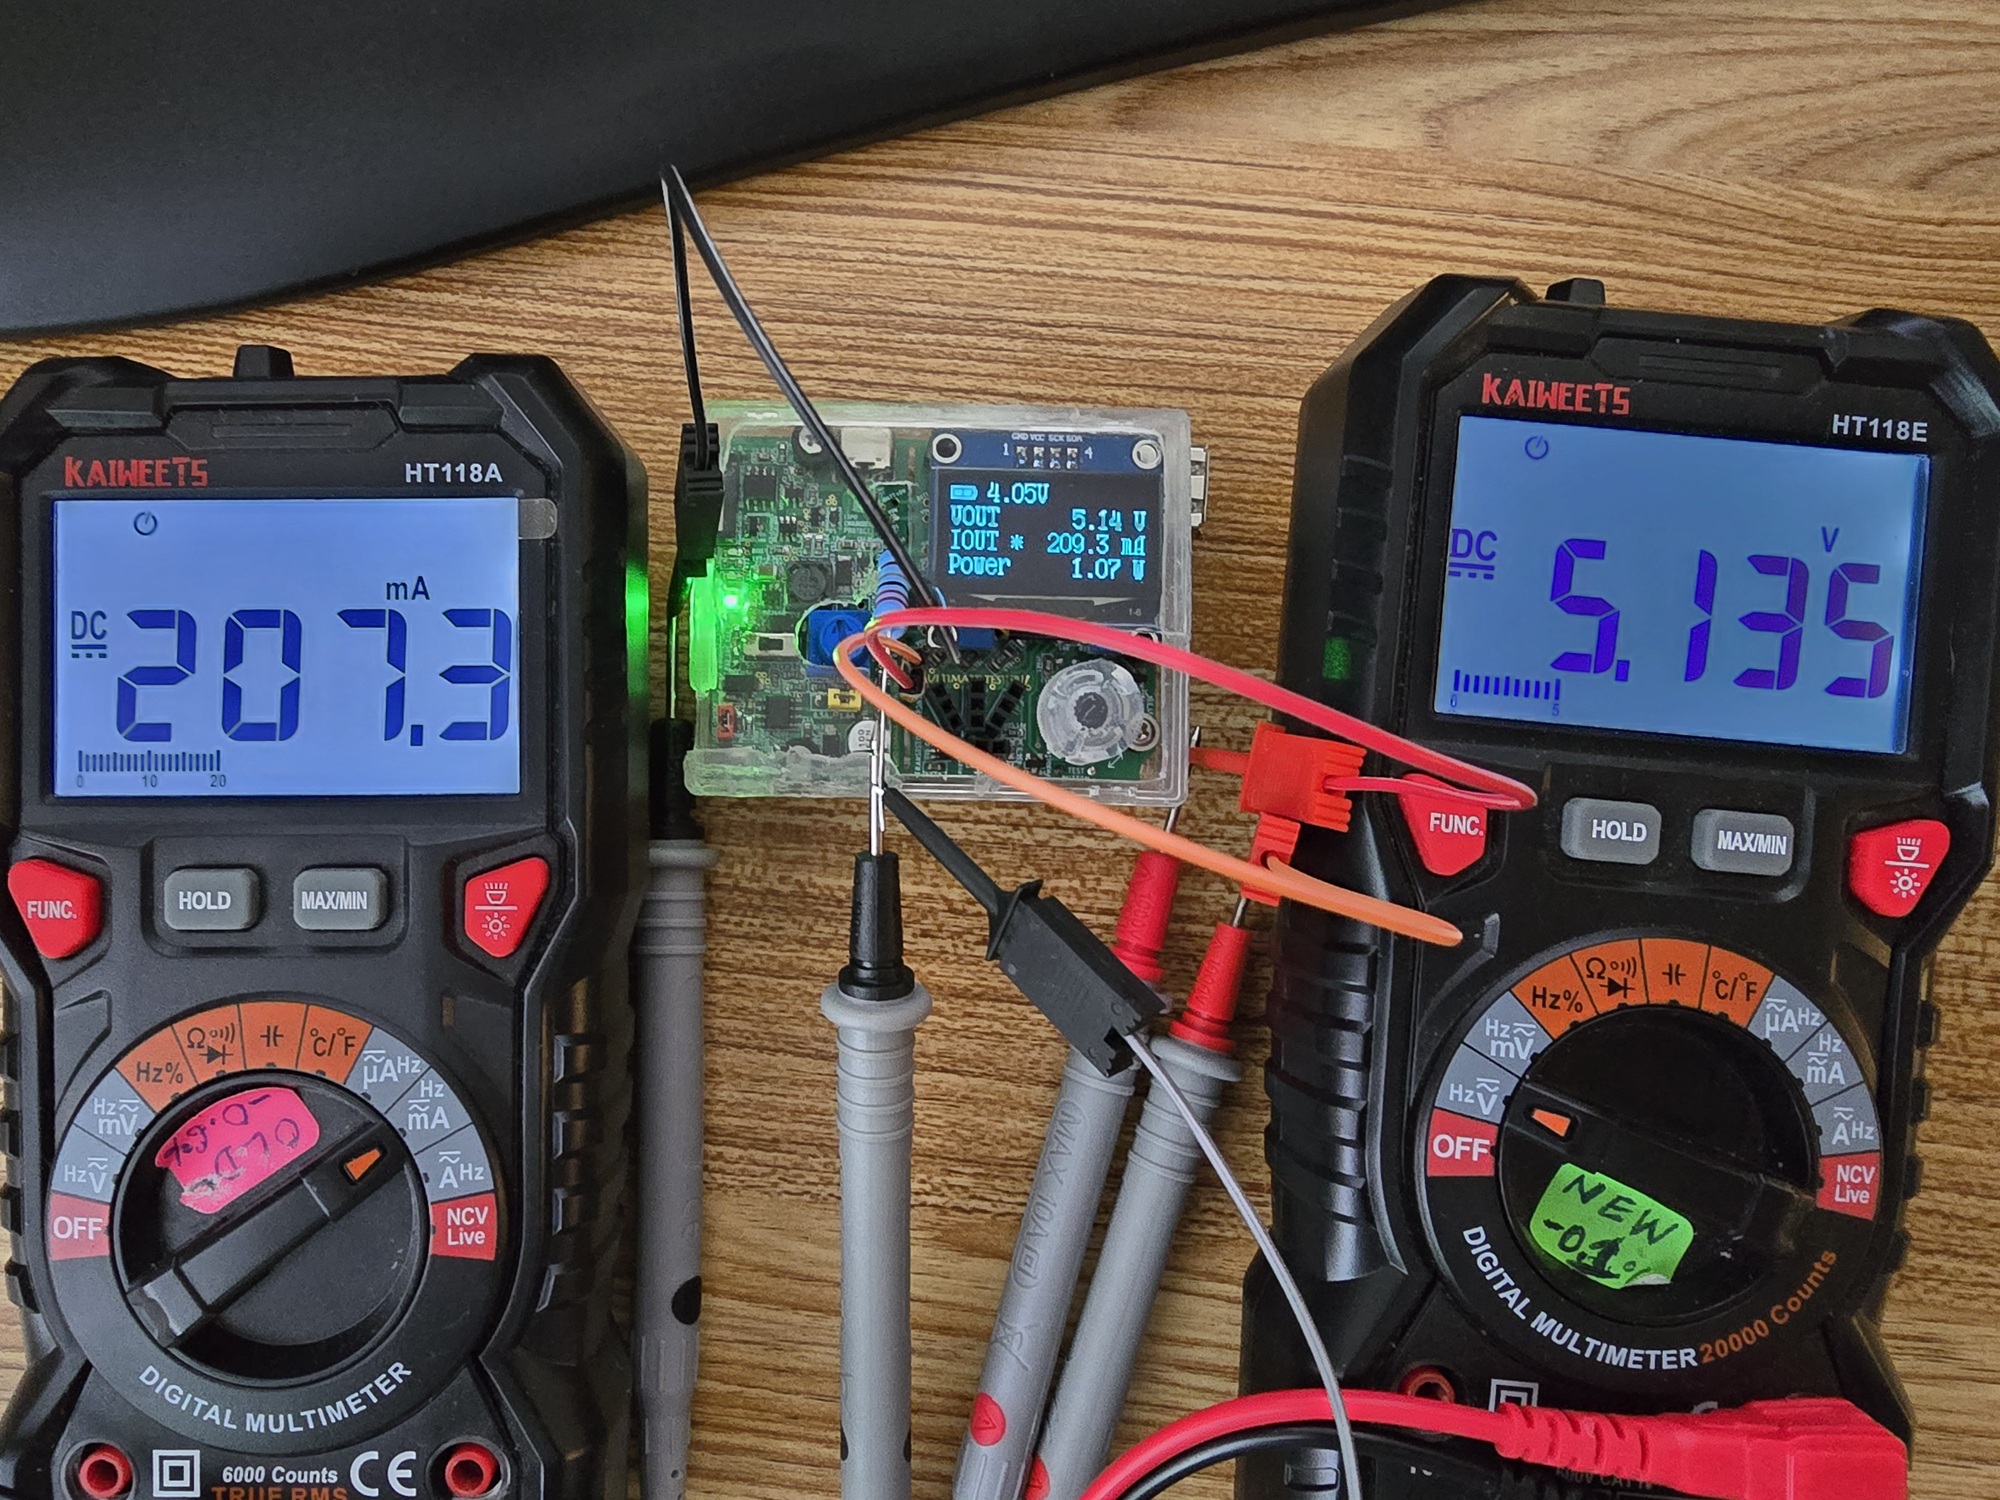 KAIWEETS
HT118A
mA
DC
207.3
0 10 20
FUNC.
HOLD
MAX/MIN
Hz%
Ω
°C/°F
Hz
mV
µA Hz
Hz
mA
Hz V
A Hz
OFF
NCV
Live
OLD
DIGITAL MULTIMETER
6000 Counts
CE
TRUE RMS
GND VCC SCK SDA
1 4
4.05V
VOUT 5.14 V
IOUT * 209.3 mA
Power 1.07 W
MAX 10A
KAIWEETS
HT118E
V
DC
5.135
0 5
FUNC.
HOLD
MAX/MIN
Hz%
Ω
°C/°F
Hz
mV
µA Hz
Hz
mA
Hz V
A Hz
OFF
NCV
Live
NEW
-0.1%
DIGITAL MULTIMETER 20000 Counts